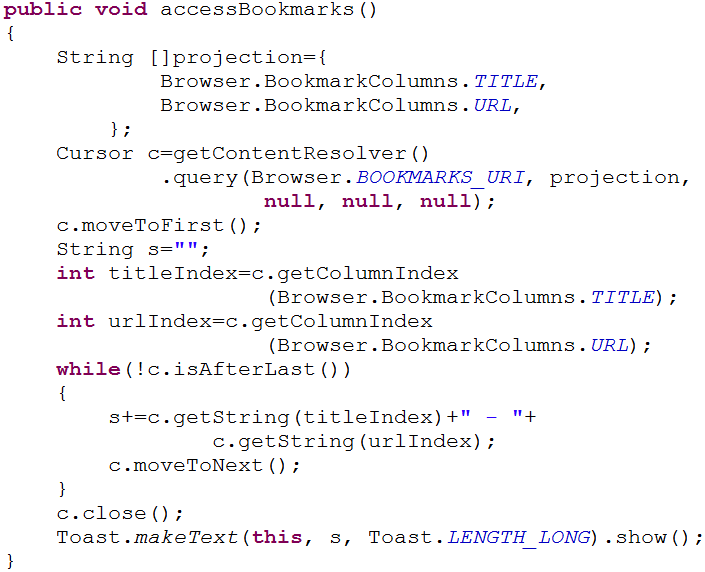 public void accessBookmarks()
{
    String []projection={
            Browser.BookmarkColumns.TITLE,
            Browser.BookmarkColumns.URL,
        };
    Cursor c=getContentResolver()
            .query(Browser.BOOKMARKS_URI, projection,
                    null, null, null);
    c.moveToFirst();
    String s="";
    int titleIndex=c.getColumnIndex
                    (Browser.BookmarkColumns.TITLE);
    int urlIndex=c.getColumnIndex
                    (Browser.BookmarkColumns.URL);
    while(!c.isAfterLast())
    {
        s+=c.getString(titleIndex)+" - "+
                c.getString(urlIndex);
        c.moveToNext();
    }
    c.close();
    Toast.makeText(this, s, Toast.LENGTH_LONG).show();
}